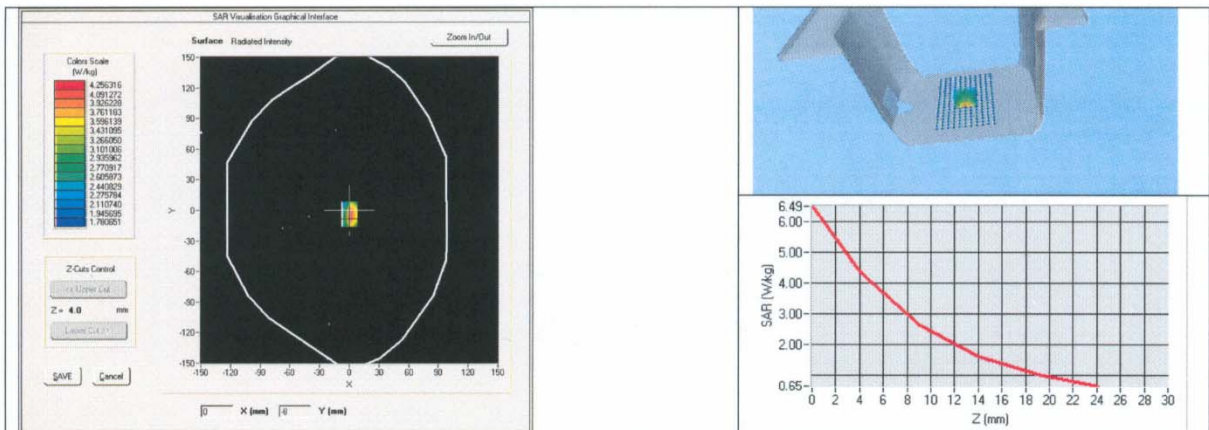 SAR Visualisation Graphical Interface
Surface Radiated Intensity
Zoom In/Out
Colors Scale
(W/kg)
4.256316
4.091272
3.926228
3.761183
3.596139
3.431095
3.266050
3.101006
2.935962
2.770917
2.605873
2.440829
2.275784
2.110740
1.945695
1.780651
Z-Cuts Control
Z = 4.0 mm
SAVE
Cancel
150
120
90
60
30
0
-30
-60
-90
-120
-150
Y
-150 -120 -90 -60 -30 0 30 60 90 120 150
X
0 X (mm) -8 Y (mm)
6.49
6.00
5.00
4.00
3.00
2.00
0.65
SAR (W/kg)
0 2 4 6 8 10 12 14 16 18 20 22 24 26 28 30
Z (mm)